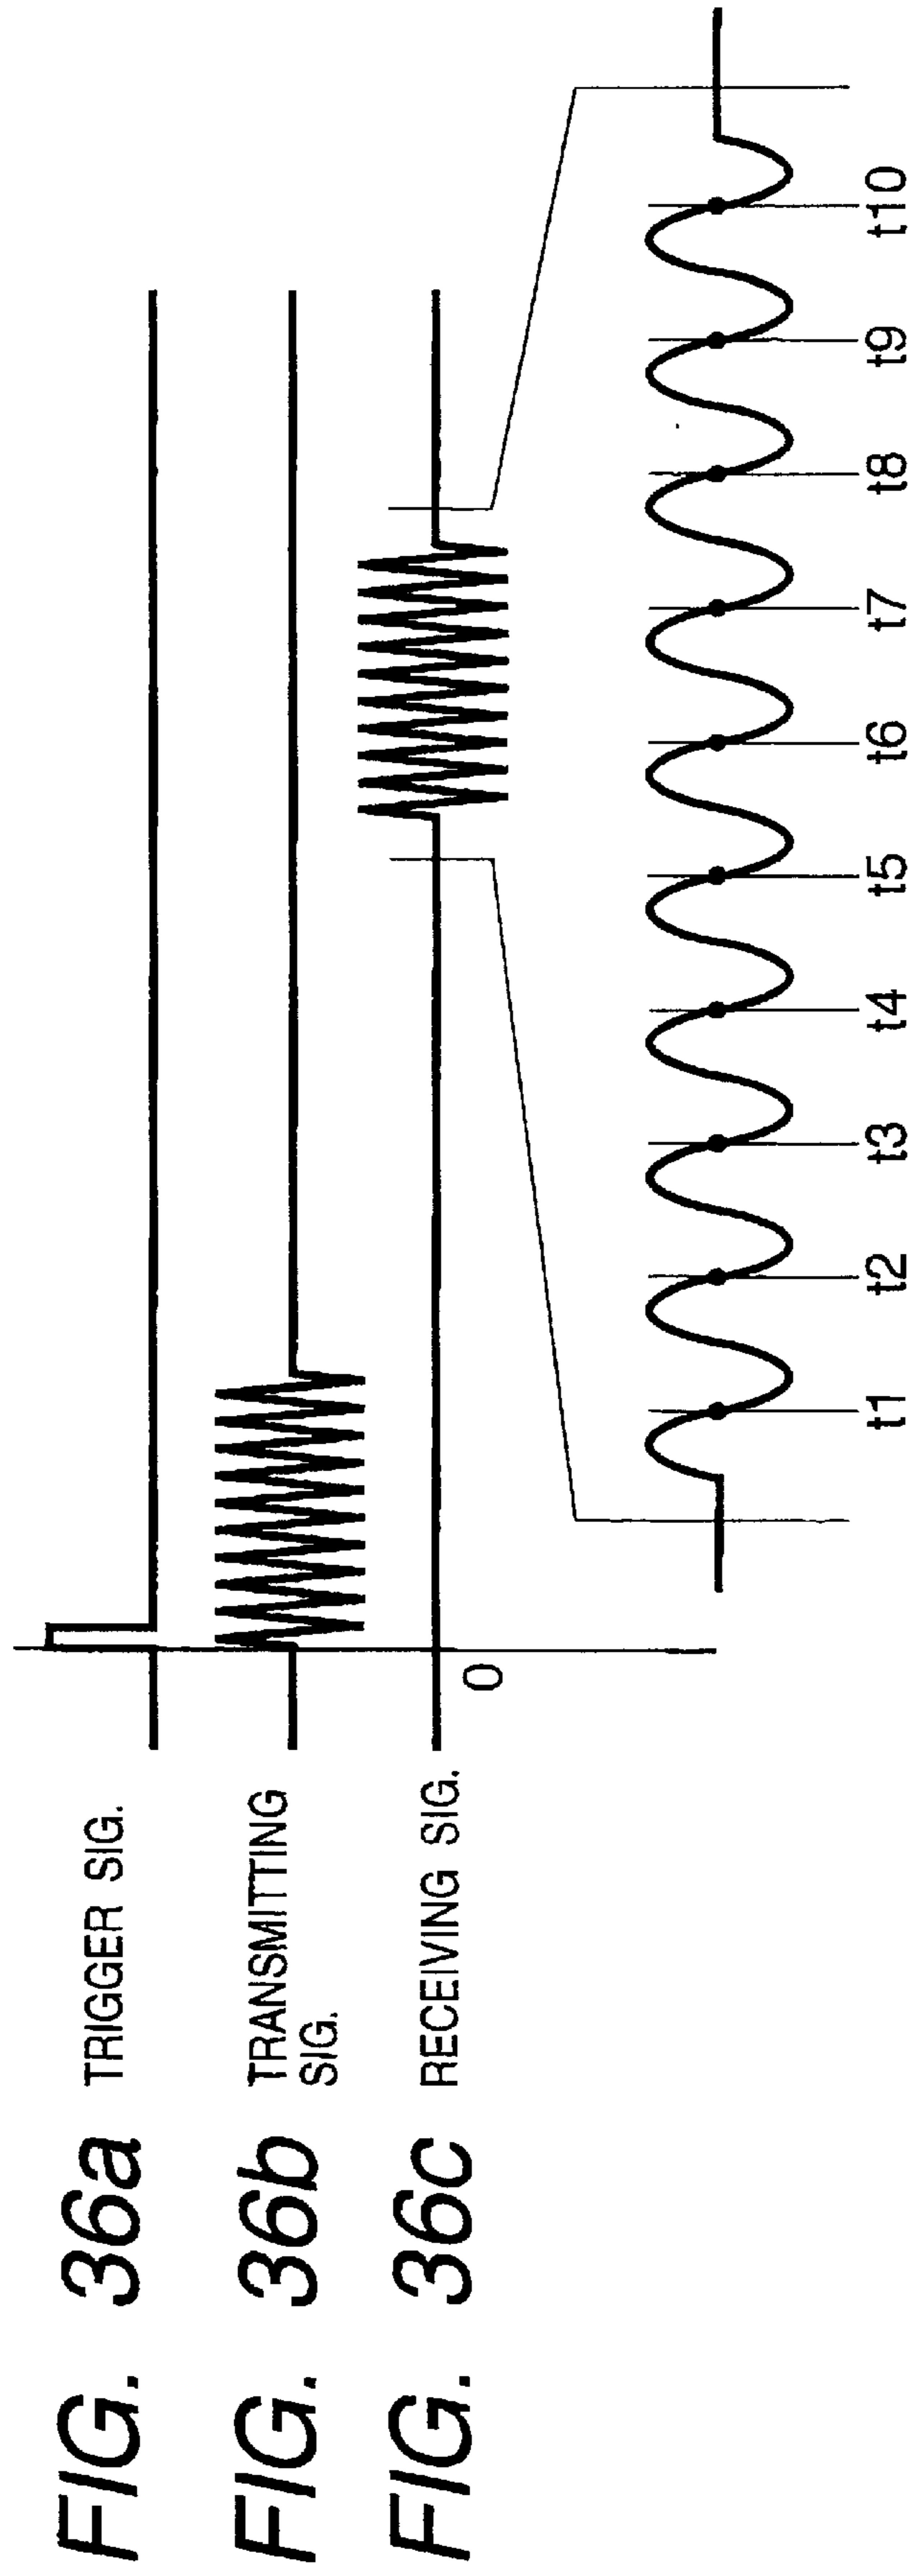 FIG. 36a TRIGGER SIG.
FIG. 36b TRANSMITTING
SIG.
FIG. 36c RECEIVING SIG.
0
t1 t2 t3 t4 t5 t6 t7 t8 t9 t10